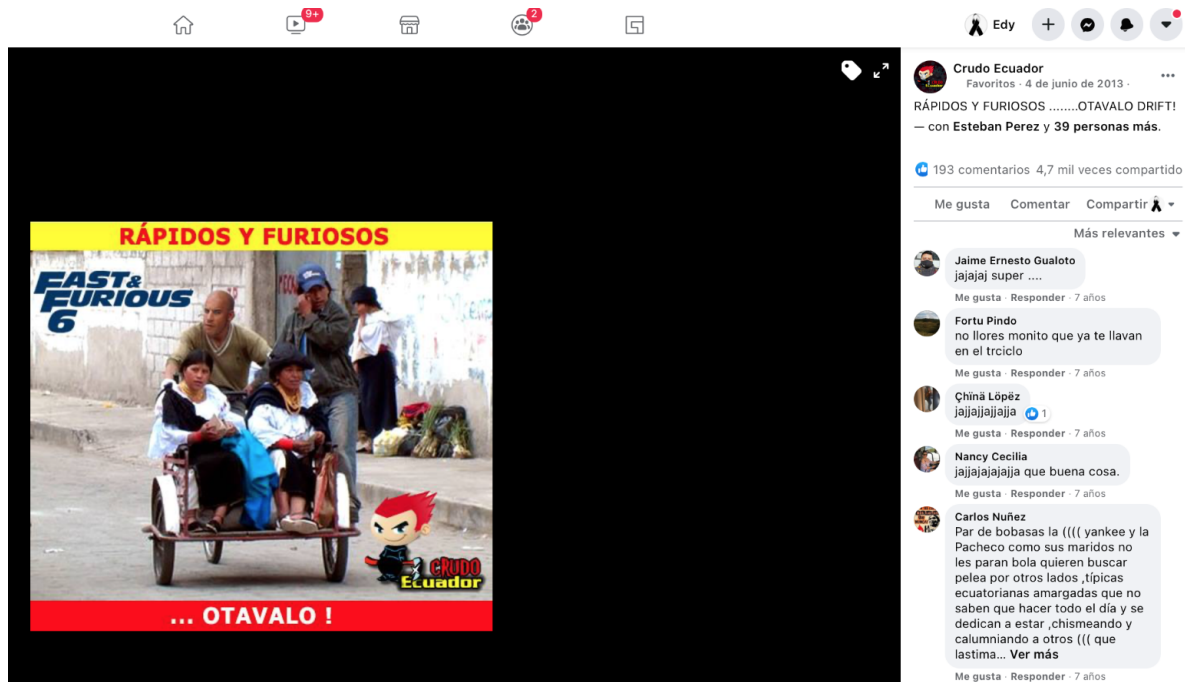 9+
2
Edy
RÁPIDOS Y FURIOSOS
FAST &
FURIOUS
6
CRUDO
ECUADOR
... OTAVALO !
Crudo Ecuador
Favoritos · 4 de junio de 2013 ·
RÁPIDOS Y FURIOSOS ........OTAVALO DRIFT!
— con Esteban Perez y 39 personas más.
193 comentarios 4,7 mil veces compartido
Me gusta Comentar Compartir
Más relevantes
Jaime Ernesto Gualoto
jajajaj super ....
Me gusta · Responder · 7 años
Fortu Pindo
no llores monito que ya te llavan
en el trciclo
Me gusta · Responder · 7 años
Çhïnä Löpëz
jajjajjajjajja 1
Me gusta · Responder · 7 años
Nancy Cecilia
jajjajajajajja que buena cosa.
Me gusta · Responder · 7 años
Carlos Nuñez
Par de bobasas la (((( yankee y la
Pacheco como sus maridos no
les paran bola quieren buscar
pelea por otros lados ,típicas
ecuatorianas amargadas que no
saben que hacer todo el día y se
dedican a estar ,chismeando y
calumniando a otros ((( que
lastima... Ver más
Me gusta · Responder · 7 años